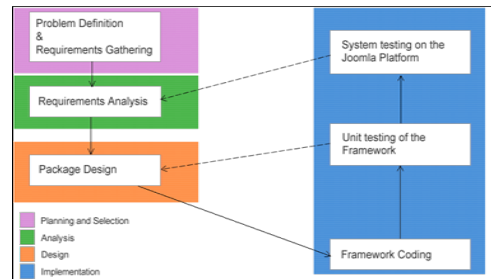 Problem Definition
&
Requirements Gathering
Requirements Analysis
Package Design
System testing on the
Joomla Platform
Unit testing of the
Framework
Framework Coding
Planning and Selection
Analysis
Design
Implementation